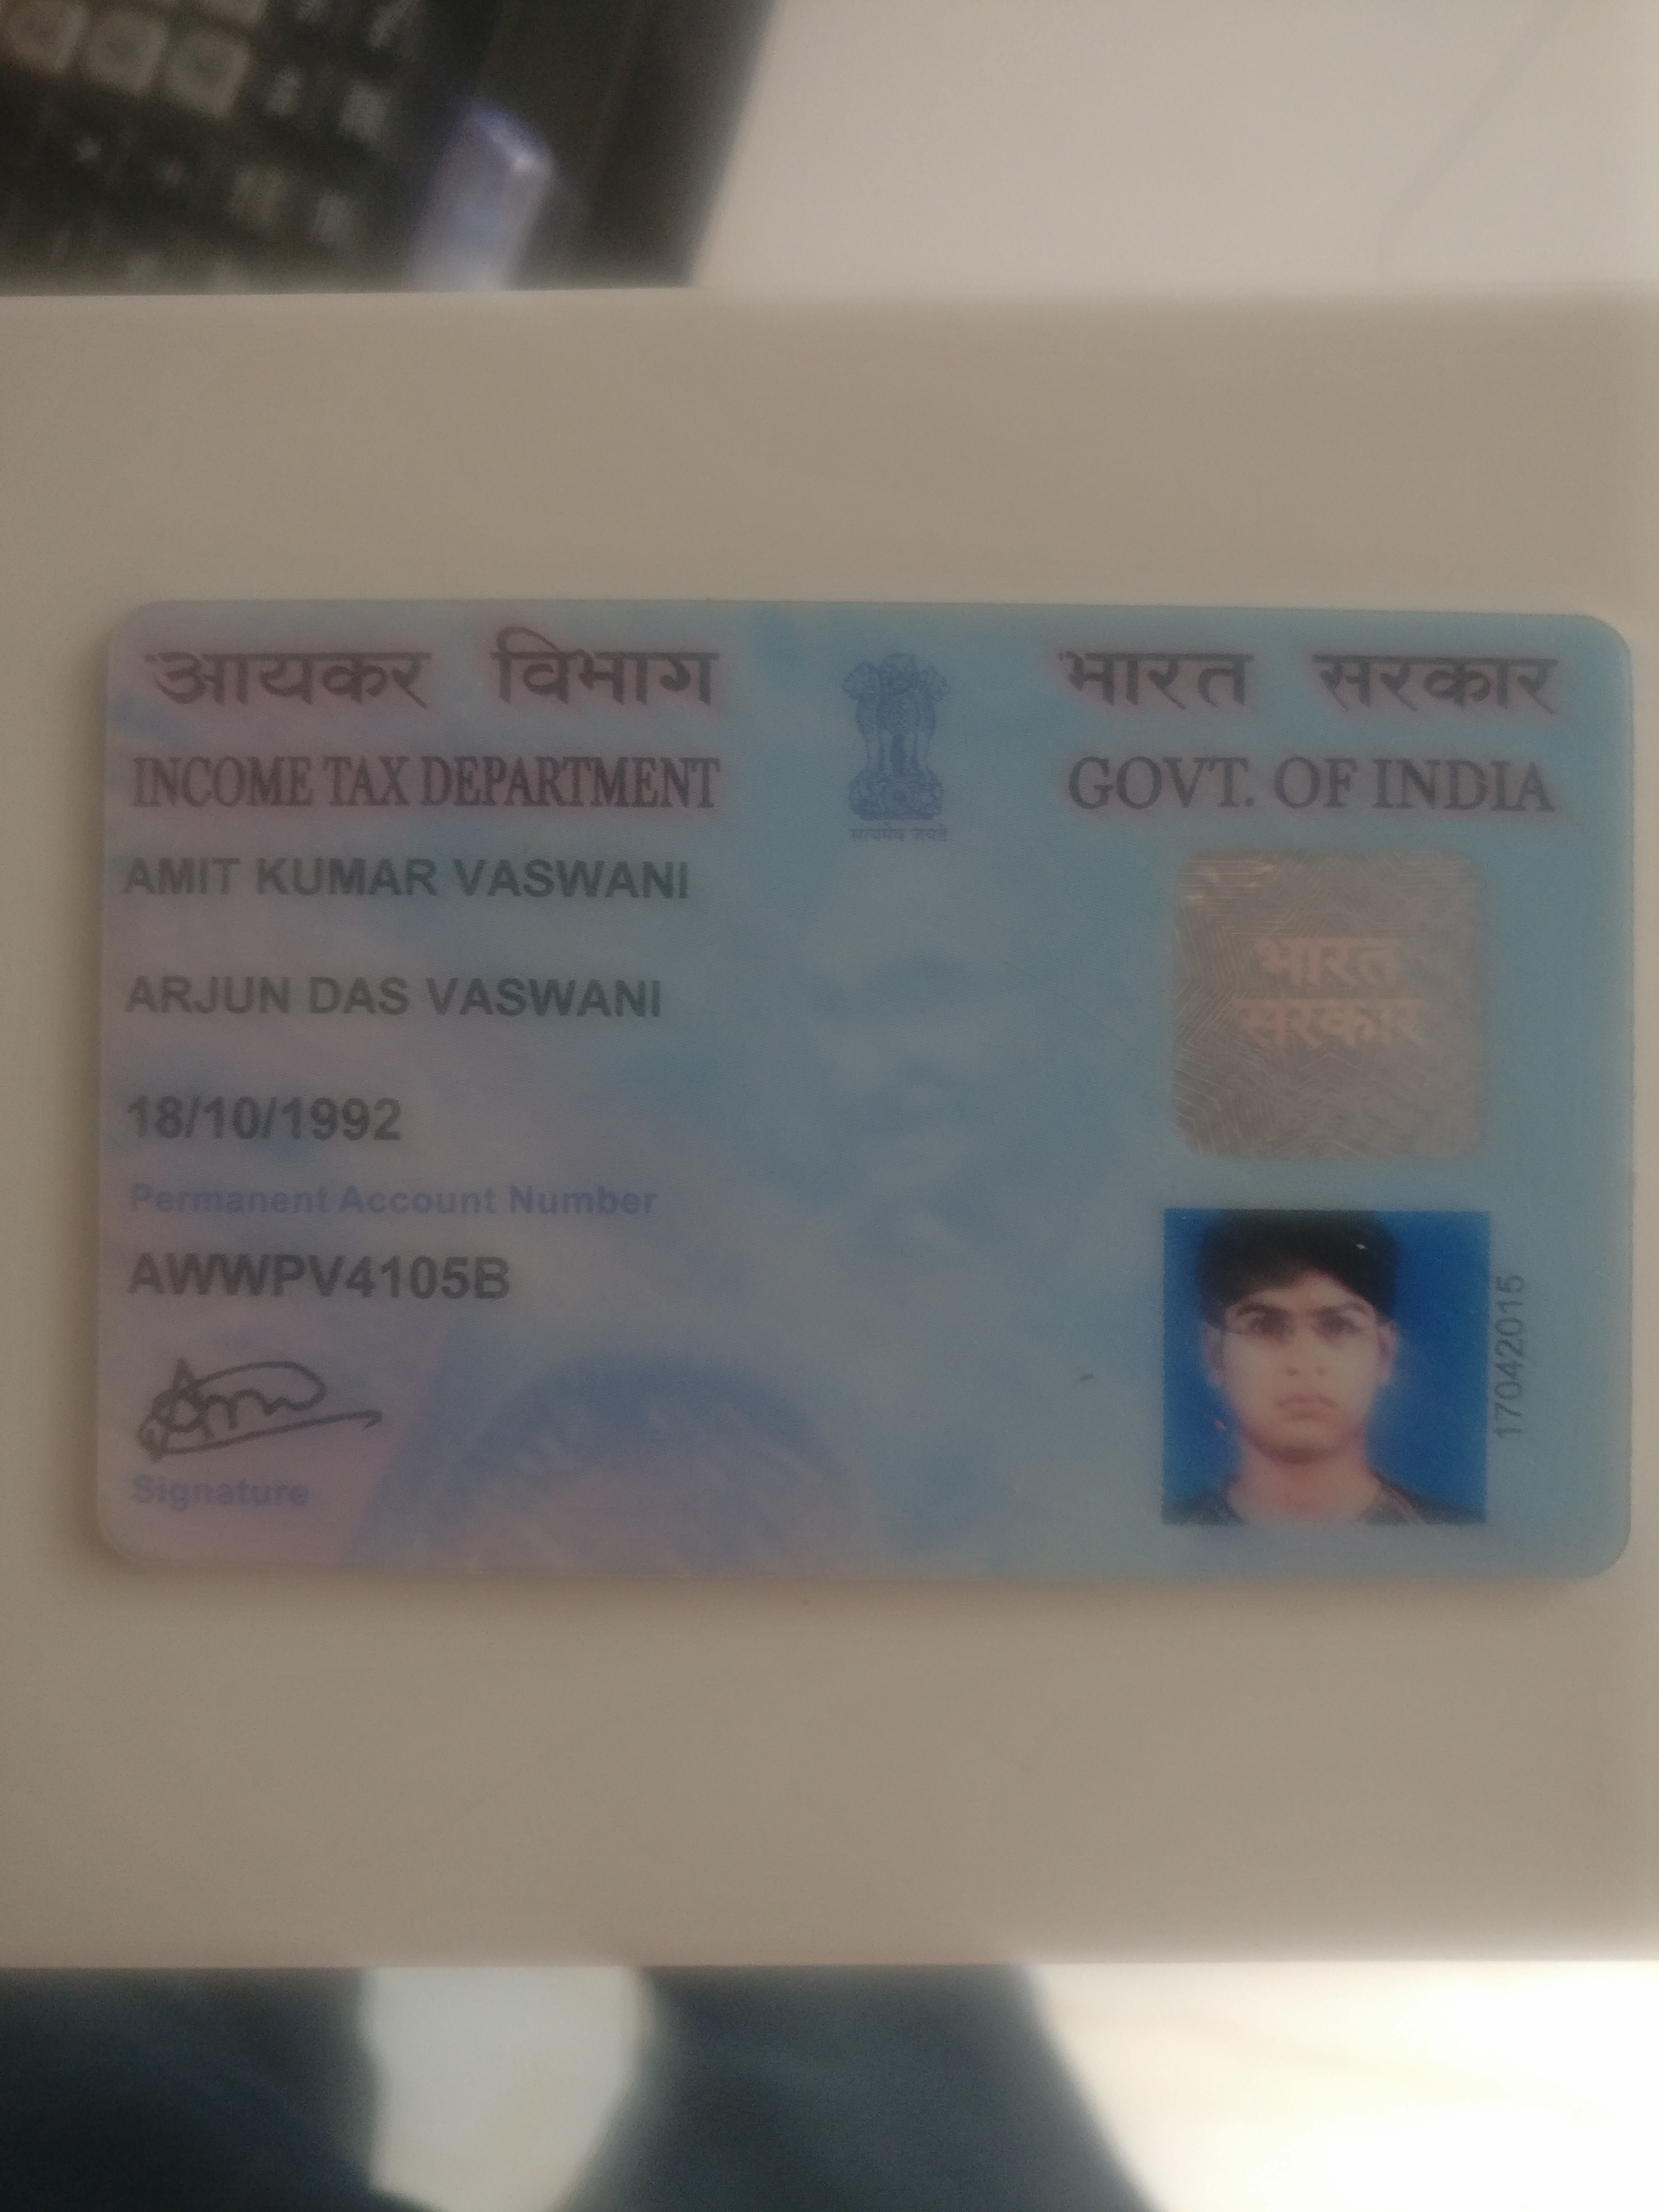 आयकर विभाग
INCOME TAX DEPARTMENT
सत्यमेव जयते
भारत सरकार
GOVT. OF INDIA
AMIT KUMAR VASWANI
ARJUN DAS VASWANI
18/10/1992
Permanent Account Number
AWWPV4105B
Signature
भारत
सरकार
17042015